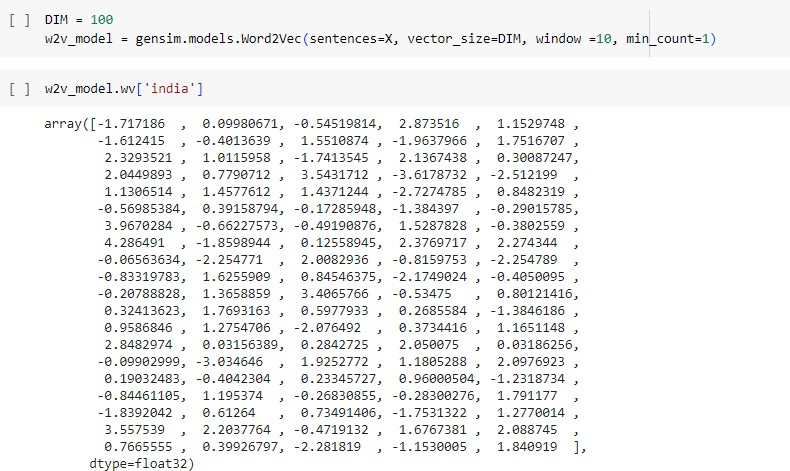 [ ] DIM = 100
w2v_model = gensim.models.Word2Vec(sentences=X, vector_size=DIM, window =10, min_count=1)
[ ] w2v_model.wv['india']
array([-1.717186  ,  0.09980671, -0.54519814,  2.873516  ,  1.1529748 ,
-1.612415  , -0.4013639 ,  1.5510874 , -1.9637966 ,  1.7516707 ,
2.3293521 ,  1.0115958 , -1.7413545 ,  2.1367438 ,  0.30087247,
2.0449893 ,  0.7790712 ,  3.5431712 , -3.6178732 , -2.512199  ,
1.1306514 ,  1.4577612 ,  1.4371244 , -2.7274785 ,  0.8482319 ,
-0.56985384,  0.39158794, -0.17285948, -1.384397  , -0.29015785,
3.9670284 , -0.66227573, -0.49190876,  1.5287828 , -0.3802559 ,
4.286491  , -1.8598944 ,  0.12558945,  2.3769717 ,  2.274344  ,
-0.06563634, -2.254771  ,  2.0082936 , -0.8159753 , -2.254789  ,
-0.83319783,  1.6255909 ,  0.84546375, -2.1749024 , -0.4050095 ,
-0.20788828,  1.3658859 ,  3.4065766 , -0.53475   ,  0.80121416,
0.32413623,  1.7693163 ,  0.5977933 ,  0.2685584 , -1.3846186 ,
0.9586846 ,  1.2754706 , -2.076492  ,  0.3734416 ,  1.1651148 ,
2.8482974 ,  0.03156389,  0.2842725 ,  2.050075  ,  0.03186256,
-0.09902999, -3.034646  ,  1.9252772 ,  1.1805288 ,  2.0976923 ,
0.19032483, -0.4042304 ,  0.23345727,  0.96000504, -1.2318734 ,
-0.84461105,  1.195374  , -0.26830855, -0.28300276,  1.791177  ,
-1.8392042 ,  0.61264   ,  0.73491406, -1.7531322 ,  1.2770014 ,
3.557539  ,  2.2037764 , -0.4719132 ,  1.6767381 ,  2.088745  ,
0.7665555 ,  0.39926797, -2.281819  , -1.1530005 ,  1.840919  ],
dtype=float32)